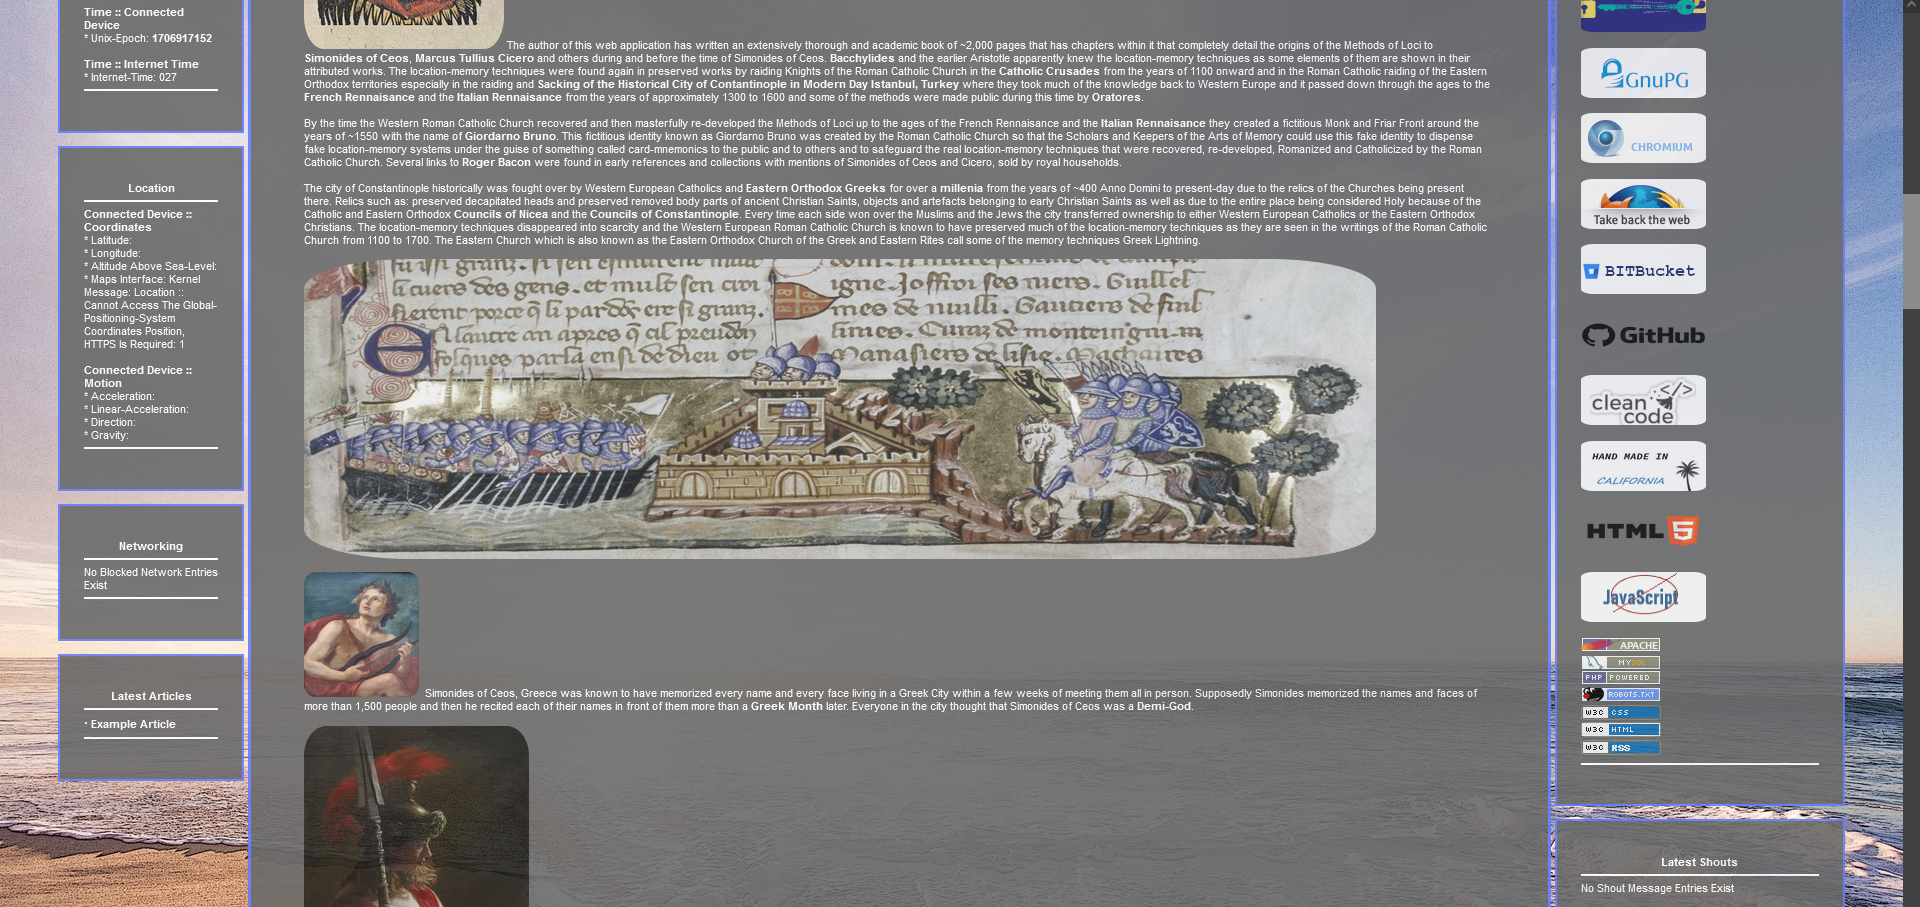 Time :: Connected
Device
* Unix-Epoch: 1706917152
Time :: Internet Time
* Internet-Time: 027
Location
Connected Device ::
Coordinates
* Latitude:
* Longitude:
* Altitude Above Sea-Level:
* Maps Interface: Kernel
Message: Location ::
Cannot Access The Global-
Positioning-System
Coordinates Position,
HTTPS Is Required: 1
Connected Device ::
Motion
* Acceleration:
* Linear-Acceleration:
* Direction:
* Gravity:
Networking
No Blocked Network Entries
Exist
Latest Articles
· Example Article
The author of this web application has written an extensively thorough and academic book of ~2,000 pages that has chapters within it that completely detail the origins of the Methods of Loci to
Simonides of Ceos, Marcus Tullius Cicero and others during and before the time of Simonides of Ceos. Bacchylides and the earlier Aristotle apparently knew the location-memory techniques as some elements of them are shown in their
attributed works. The location-memory techniques were found again in preserved works by raiding Knights of the Roman Catholic Church in the Catholic Crusades from the years of 1100 onward and in the Roman Catholic raiding of the Eastern
Orthodox territories especially in the raiding and Sacking of the Historical City of Contantinople in Modern Day Istanbul, Turkey where they took much of the knowledge back to Western Europe and it passed down through the ages to the
French Rennaisance and the Italian Rennaisance from the years of approximately 1300 to 1600 and some of the methods were made public during this time by Oratores.
By the time the Western Roman Catholic Church recovered and then masterfully re-developed the Methods of Loci up to the ages of the French Rennaisance and the Italian Rennaisance they created a fictitious Monk and Friar Front around the
years of ~1550 with the name of Giordarno Bruno. This fictitious identity known as Giordarno Bruno was created by the Roman Catholic Church so that the Scholars and Keepers of the Arts of Memory could use this fake identity to dispense
fake location-memory systems under the guise of something called card-mnemonics to the public and to others and to safeguard the real location-memory techniques that were recovered, re-developed, Romanized and Catholicized by the Roman
Catholic Church. Several links to Roger Bacon were found in early references and collections with mentions of Simonides of Ceos and Cicero, sold by royal households.
The city of Constantinople historically was fought over by Western European Catholics and Eastern Orthodox Greeks for over a millenia from the years of ~400 Anno Domini to present-day due to the relics of the Churches being present
there. Relics such as: preserved decapitated heads and preserved removed body parts of ancient Christian Saints, objects and artefacts belonging to early Christian Saints as well as due to the entire place being considered Holy because of the
Catholic and Eastern Orthodox Councils of Nicea and the Councils of Constantinople. Every time each side won over the Muslims and the Jews the city transferred ownership to either Western European Catholics or the Eastern Orthodox
Christians. The location-memory techniques disappeared into scarcity and the Western European Roman Catholic Church is known to have preserved much of the location-memory techniques as they are seen in the writings of the Roman Catholic
Church from 1100 to 1700. The Eastern Church which is also known as the Eastern Orthodox Church of the Greek and Eastern Rites call some of the memory techniques Greek Lightning.
Simonides of Ceos, Greece was known to have memorized every name and every face living in a Greek City within a few weeks of meeting them all in person. Supposedly Simonides memorized the names and faces of
more than 1,500 people and then he recited each of their names in front of them more than a Greek Month later. Everyone in the city thought that Simonides of Ceos was a Demi-God.
GnuPG
CHROMIUM
Take back the web
BITBucket
GitHub
</>
clean
code
HAND MADE IN
CALIFORNIA
HTML 5
JavaScript
APACHE
MYSQL
PHP POWERED
ROBOTS.TXT
W3C CSS
W3C HTML
W3C RSS
Latest Shouts
No Shout Message Entries Exist